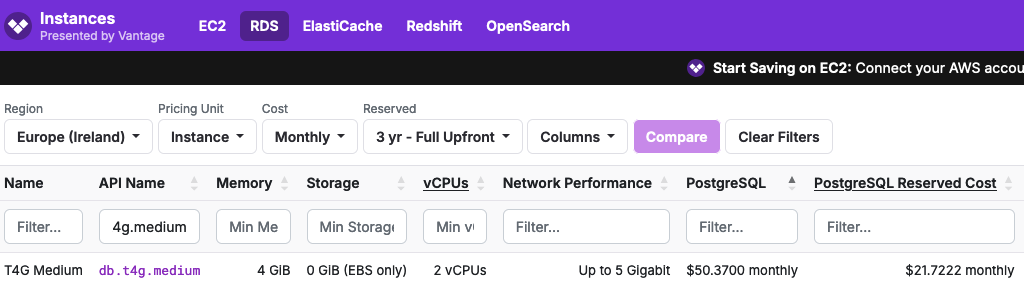 Instances
Presented by Vantage
EC2 RDS ElastiCache Redshift OpenSearch
Start Saving on EC2: Connect your AWS accou
Region Pricing Unit Cost Reserved
Europe (Ireland) Instance Monthly 3 yr - Full Upfront Columns Compare Clear Filters
Name API Name Memory Storage vCPUs Network Performance PostgreSQL PostgreSQL Reserved Cost
Filter... 4g.medium Min Me Min Storage Min v Filter... Filter... Filter...
T4G Medium db.t4g.medium 4 GiB 0 GiB (EBS only) 2 vCPUs Up to 5 Gigabit $50.3700 monthly $21.7222 monthly